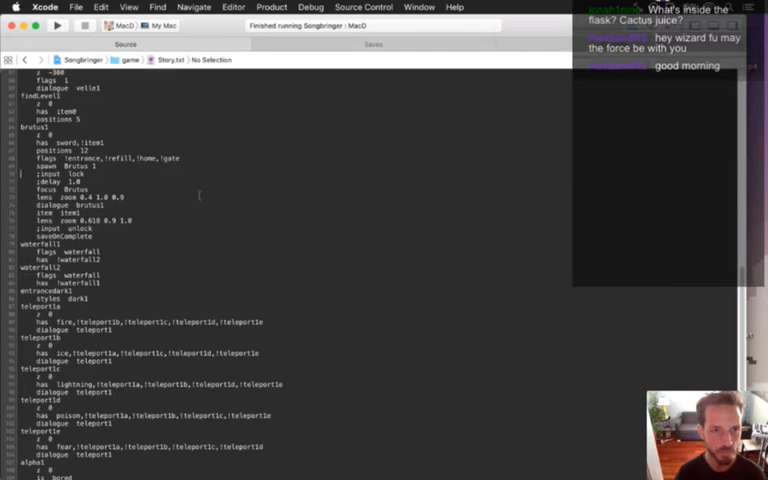 Xcode File Edit View Find Navigate Editor Product Debug Source Control Window Help
MacD My Mac
Finished running Songbringer : MacD
Source
Saves
Songbringer game Story.txt No Selection
z -300
flags 1
dialogue velle1
findLevel1
z 0
has item0
positions 5
brutus1
z 0
has sword,!item1
positions 12
flags !entrance,!refill,!home,!gate
spawn Brutus 1
;input lock
;delay 1.0
focus Brutus
lens zoom 0.4 1.0 0.9
dialogue brutus1
item item1
lens zoom 0.618 0.9 1.0
;input unlock
saveOnComplete
waterfall1
flags waterfall
has !waterfall2
waterfall2
flags waterfall
has !waterfall1
entrancedark1
styles dark1
teleport1a
z 0
has fire,!teleport1b,!teleport1c,!teleport1d,!teleport1e
dialogue teleport1
teleport1b
z 0
has ice,!teleport1a,!teleport1c,!teleport1d,!teleport1e
dialogue teleport1
teleport1c
z 0
has lightning,!teleport1a,!teleport1b,!teleport1d,!teleport1e
dialogue teleport1
teleport1d
z 0
has poison,!teleport1a,!teleport1b,!teleport1c,!teleport1e
dialogue teleport1
teleport1e
z 0
has fear,!teleport1a,!teleport1b,!teleport1c,!teleport1d
dialogue teleport1
alpha1
z 0
is bored
What's inside the
flask? Cactus juice?
hey wizard fu may
the force be with you
good morning